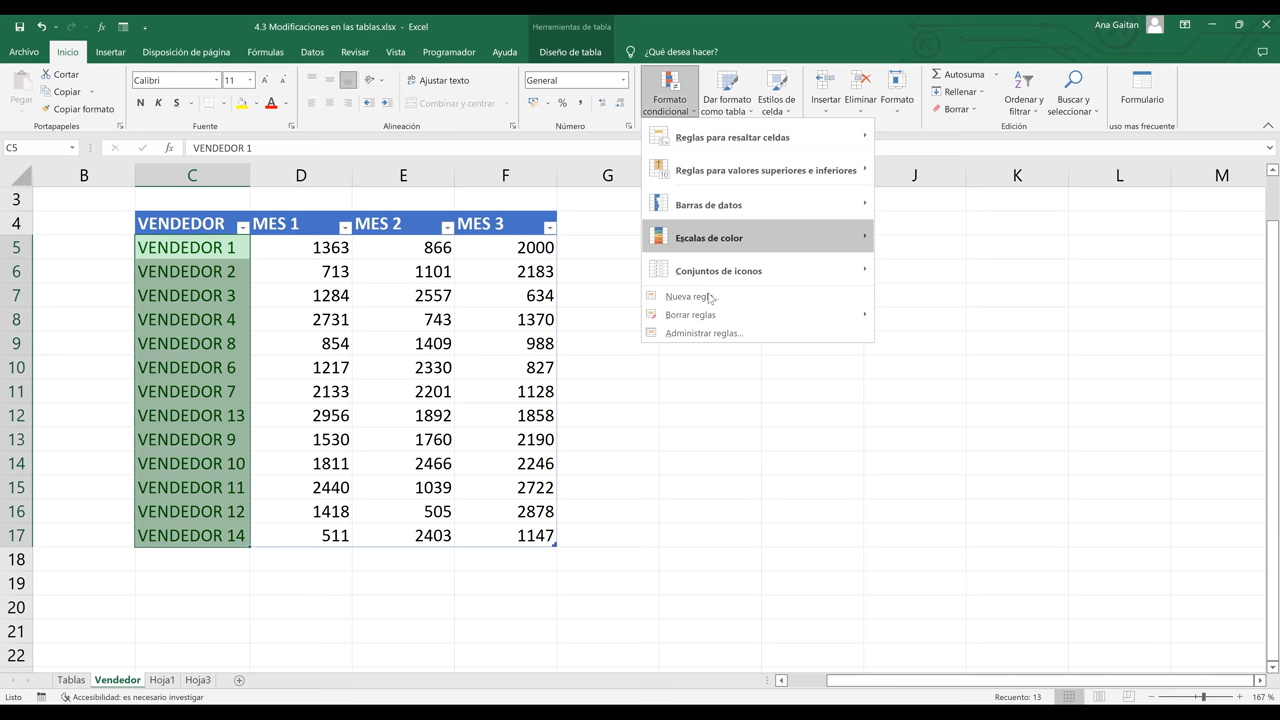 4.3 Modificaciones en las tablas.xlsx - Excel
Herramientas de tabla
Ana Gaitan
Archivo Inicio Insertar Disposición de página Fórmulas Datos Revisar Vista Programador Ayuda Diseño de tabla ¿Qué desea hacer?
Pegar
Cortar
Copiar
Copiar formato
Portapapeles
Calibri 11
N K S
Fuente
Ajustar texto
Combinar y centrar
Alineación
General
Número
Formato condicional
Dar formato como tabla
Estilos de celda
Insertar Eliminar Formato
Autosuma
Rellenar
Borrar
Ordenar y filtrar
Buscar y seleccionar
Edición
Formulario
uso mas frecuente
C5 fx VENDEDOR 1
Reglas para resaltar celdas
Reglas para valores superiores e inferiores
Barras de datos
Escalas de color
Conjuntos de iconos
Borrar reglas
Administrar reglas...
B C D E F G J K L M
3
4 VENDEDOR MES 1 MES 2 MES 3
5 VENDEDOR 1 1363 866 2000
6 VENDEDOR 2 713 1101 2183
7 VENDEDOR 3 1284 2557 634
8 VENDEDOR 4 2731 743 1370
9 VENDEDOR 8 854 1409 988
10 VENDEDOR 6 1217 2330 827
11 VENDEDOR 7 2133 2201 1128
12 VENDEDOR 13 2956 1892 1858
13 VENDEDOR 9 1530 1760 2190
14 VENDEDOR 10 1811 2466 2246
15 VENDEDOR 11 2440 1039 2722
16 VENDEDOR 12 1418 505 2878
17 VENDEDOR 14 511 2403 1147
18
19
20
21
22
Tablas Vendedor Hoja1 Hoja3
Listo Accesibilidad: es necesario investigar Recuento: 13 167 %